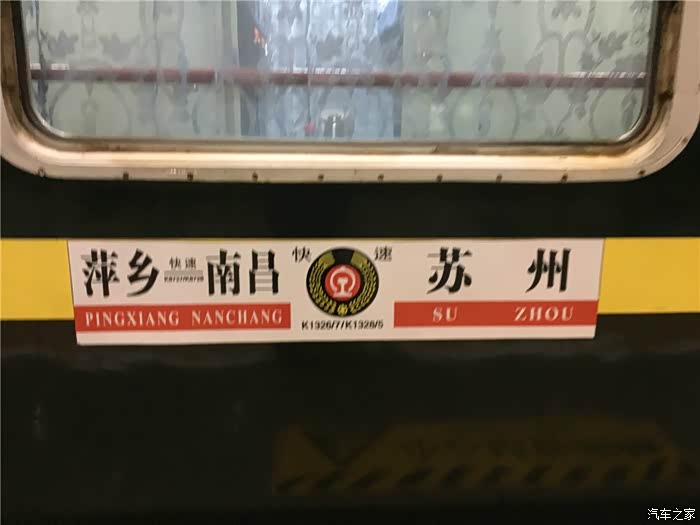 萍乡 快速 南昌 快 速 苏 州
PINGXIANG NANCHANG K1326/7/K1328/5 SU ZHOU
汽车之家